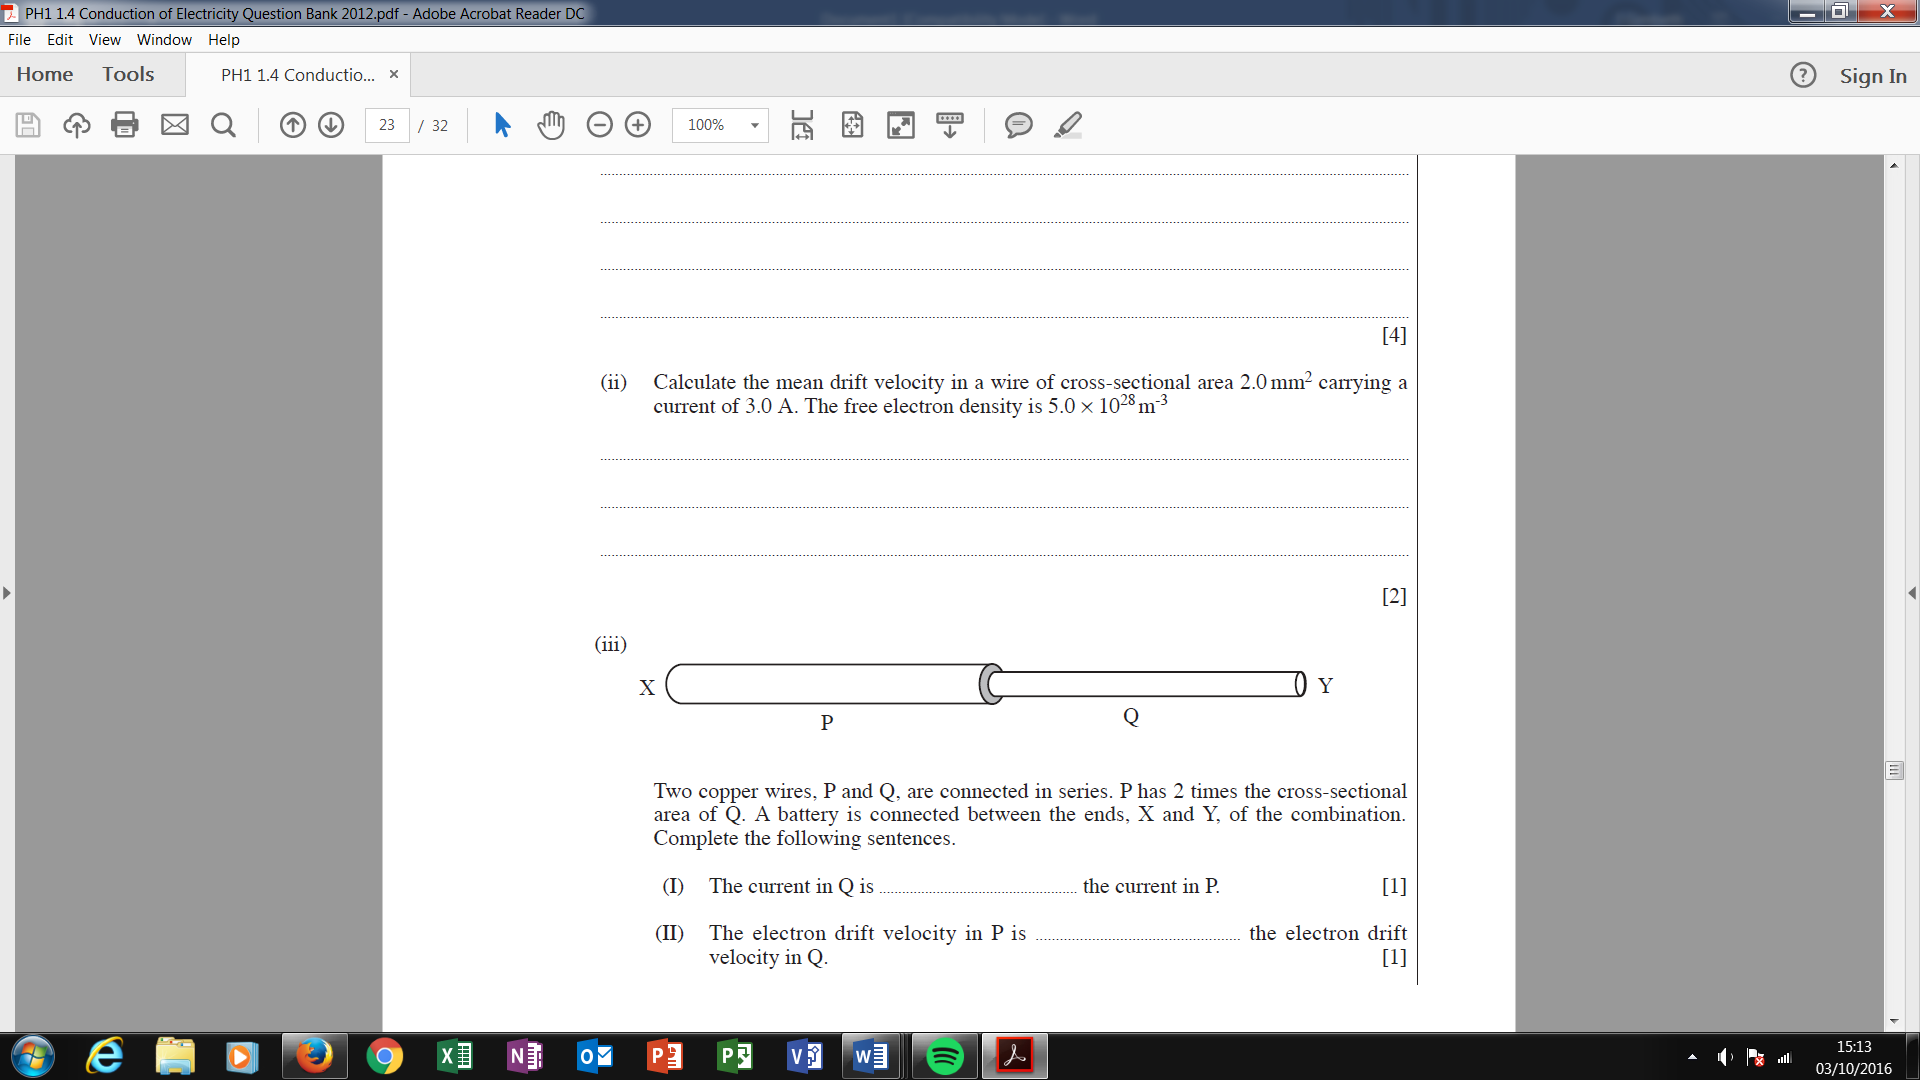 PH1 1.4 Conduction of Electricity Question Bank 2012.pdf - Adobe Acrobat Reader DC
File Edit View Window Help
Home Tools PH1 1.4 Conductio... × ? Sign In
23 / 32 100%
[4]
(ii) Calculate the mean drift velocity in a wire of cross-sectional area 2.0 mm² carrying a
current of 3.0 A. The free electron density is 5.0 × 10²⁸ m⁻³
[2]
(iii)
X Y
P Q
Two copper wires, P and Q, are connected in series. P has 2 times the cross-sectional
area of Q. A battery is connected between the ends, X and Y, of the combination.
Complete the following sentences.
(I) The current in Q is ................................................ the current in P. [1]
(II) The electron drift velocity in P is ................................................ the electron drift
velocity in Q. [1]
15:13
03/10/2016